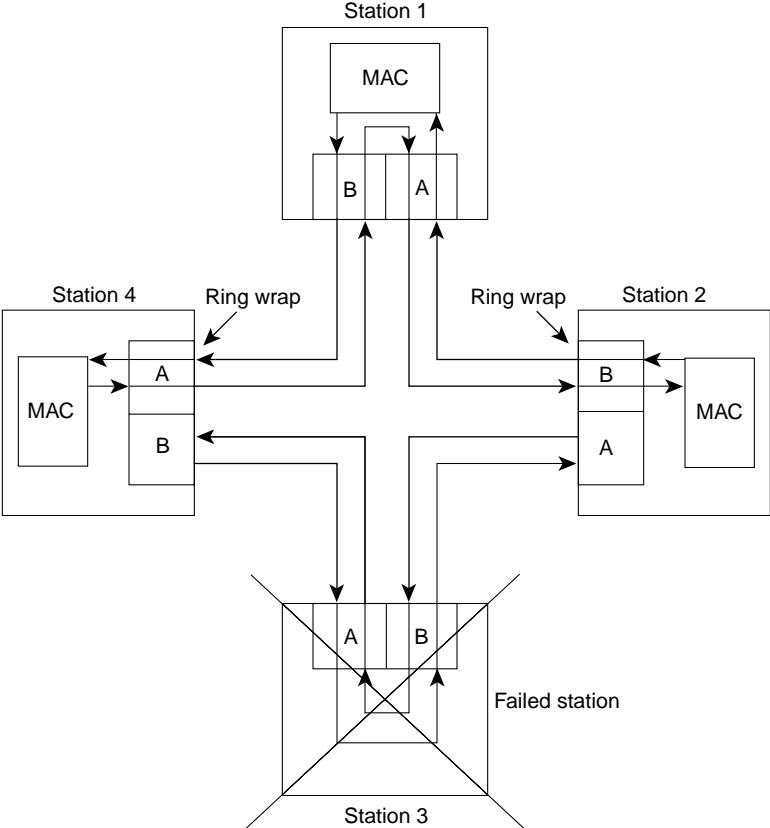 Station 1
MAC
B
A
Station 4
Ring wrap
Ring wrap
Station 2
A
MAC
B
B
MAC
A
A
B
Failed station
Station 3